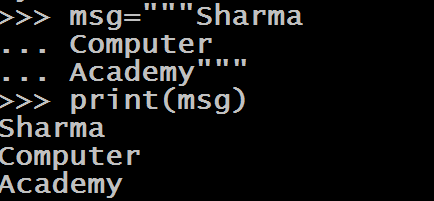 >>> msg="""Sharma
... Computer
... Academy"""
>>> print(msg)
Sharma
Computer
Academy